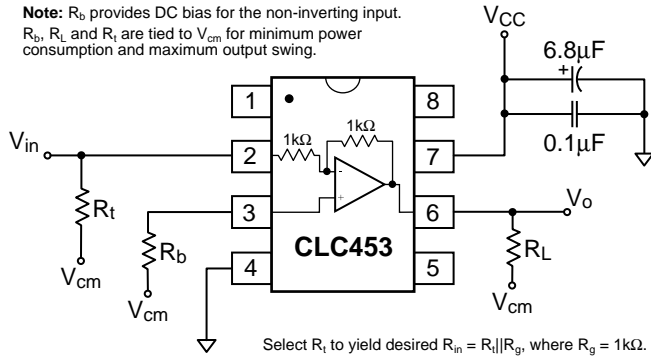 Note: Rb provides DC bias for the non-inverting input.
Rb, RL and Rt are tied to Vcm for minimum power
consumption and maximum output swing.
VCC
6.8μF
+
0.1μF
1
8
1kΩ
1kΩ
Vin
2
7
-
+
Rt
3
6
Vo
Rb
CLC453
RL
Vcm
4
5
Vcm
Vcm
Select Rt to yield desired Rin = Rt||Rg, where Rg = 1kΩ.